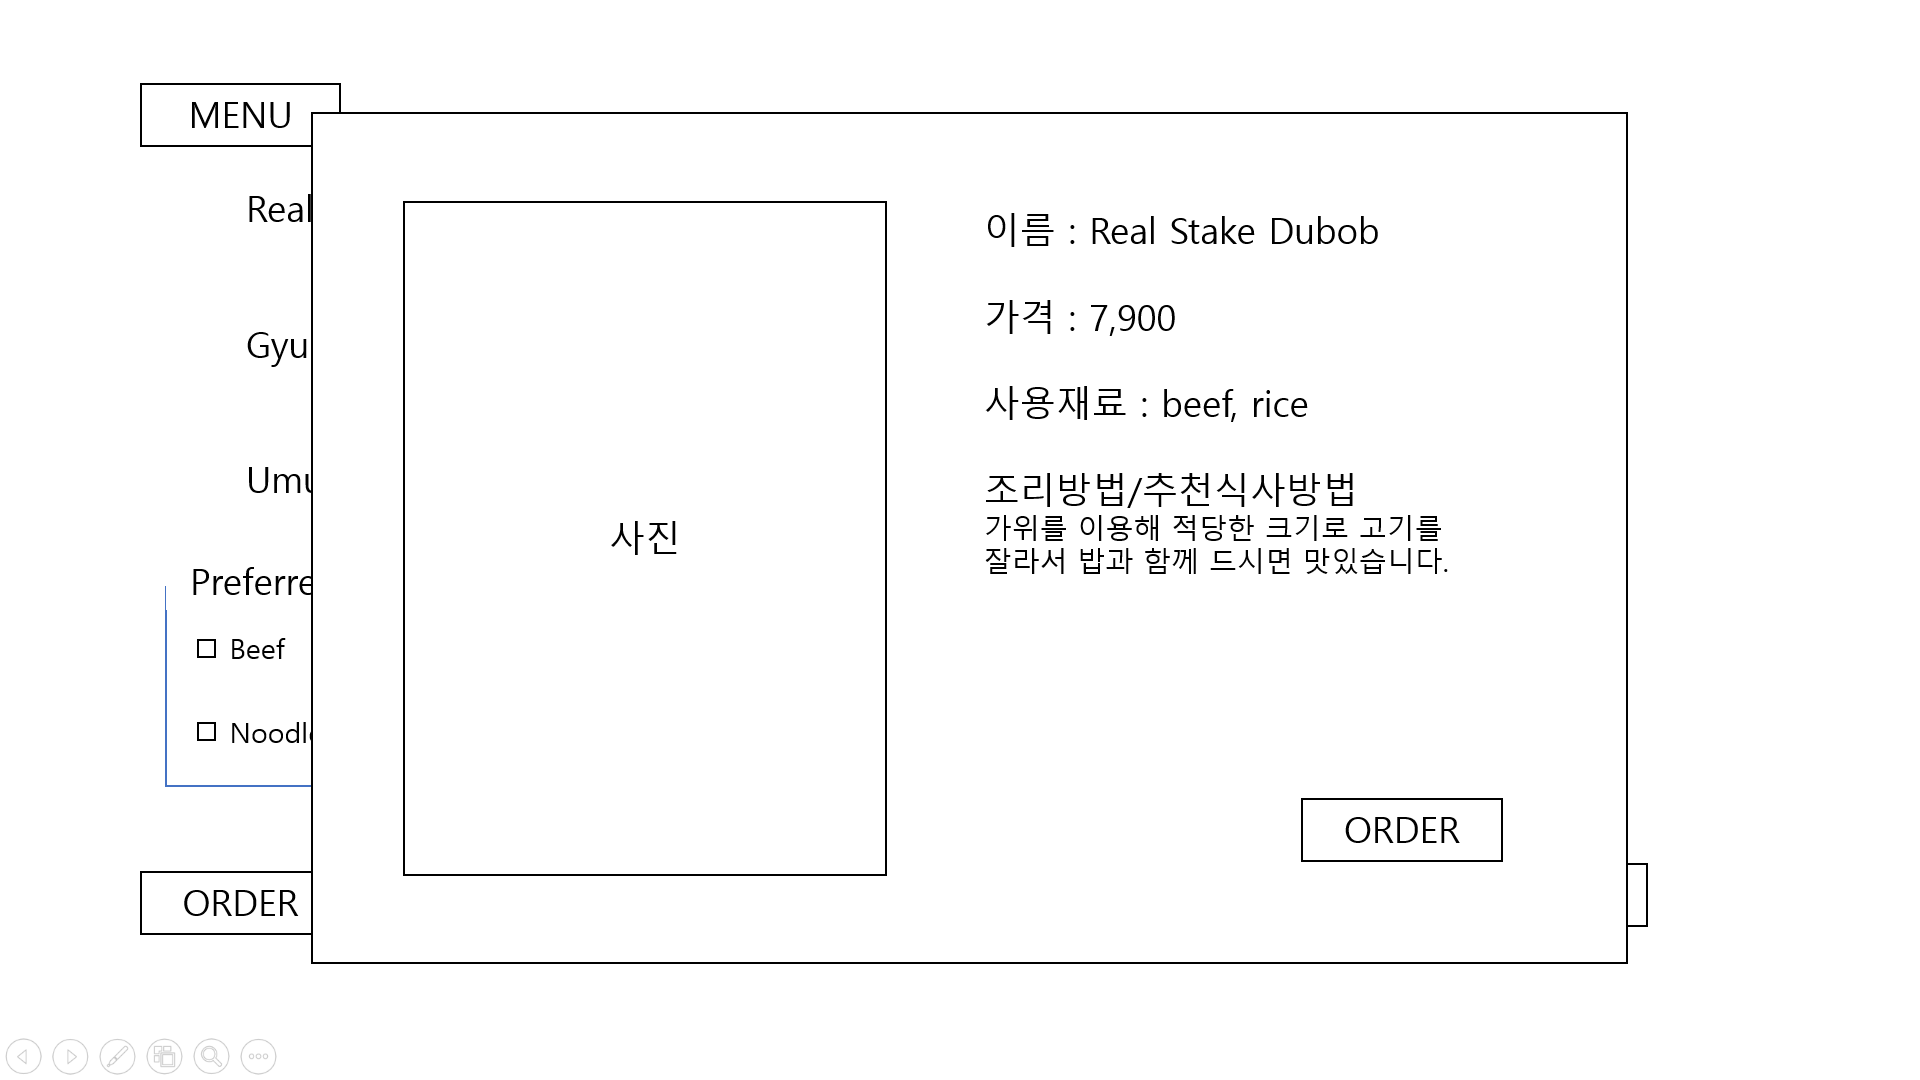 MENU
Real
Gyu
Preferre
Beef
ORDER
사진
이름 : Real Stake Dubob
가격 : 7,900
사용재료 : beef, rice
조리방법/추천식사방법
가위를 이용해 적당한 크기로 고기를
잘라서 밥과 함께 드시면 맛있습니다.
ORDER